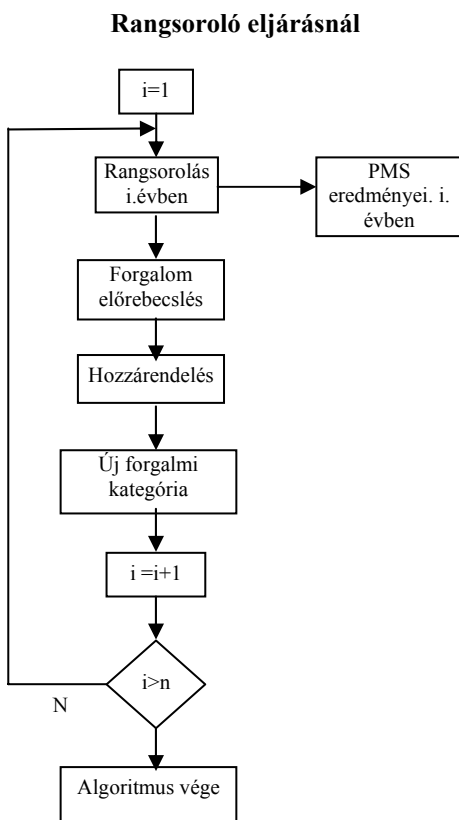 Rangsoroló eljárásnál
i=1
Rangsorolás
i.évben
PMS
eredményei. i.
évben
Forgalom
előrebecslés
Hozzárendelés
Új forgalmi
kategória
i =i+1
i>n
N
Algoritmus vége